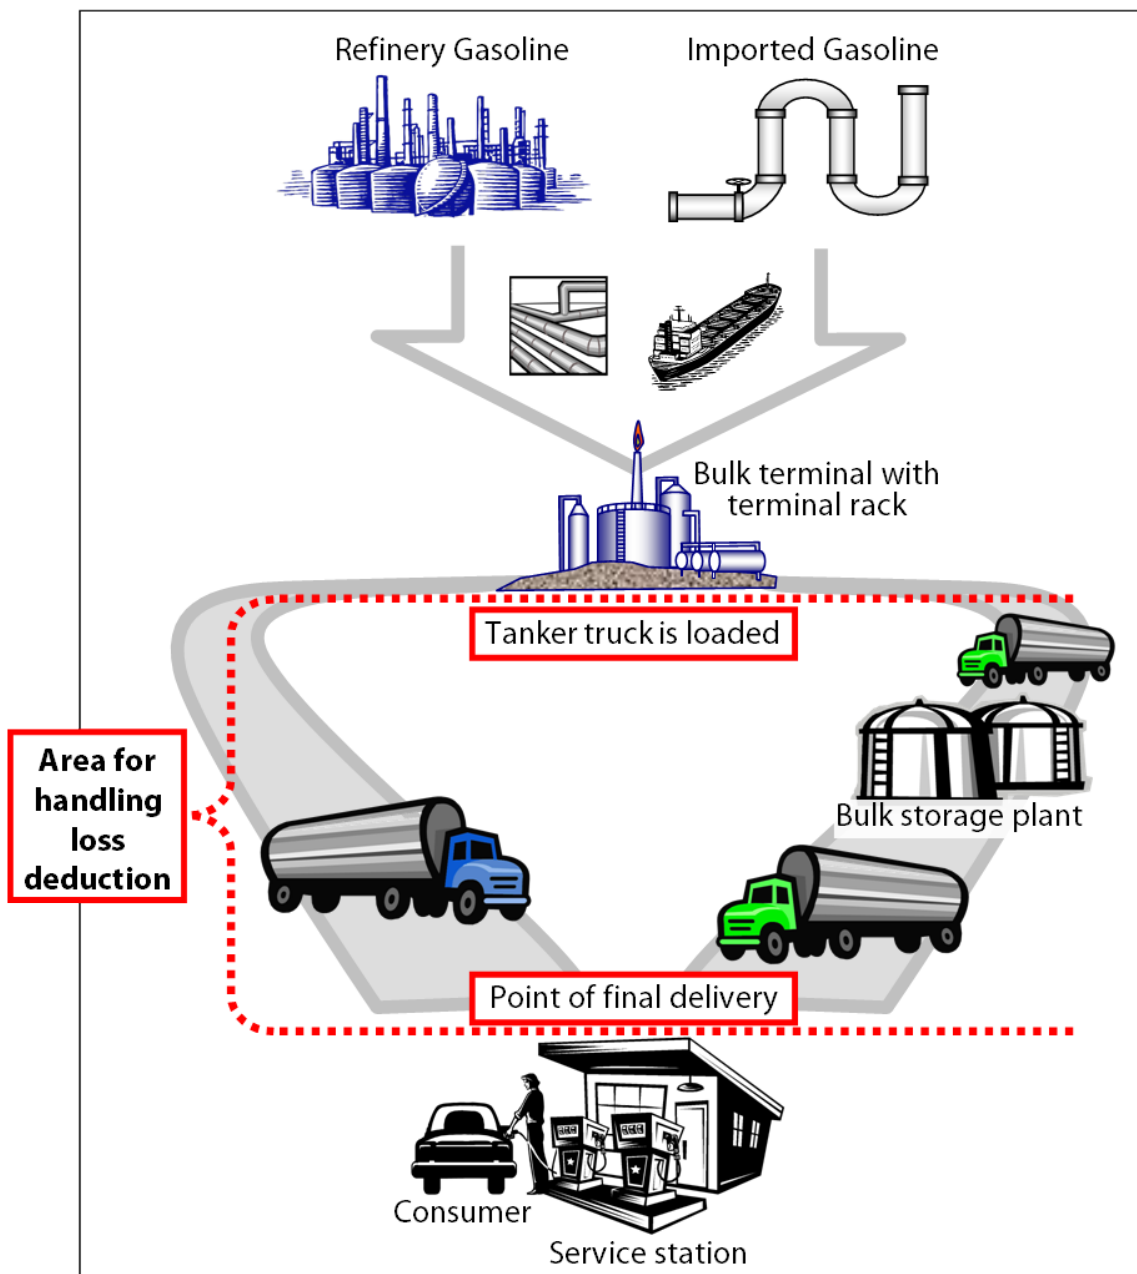 Refinery Gasoline
Imported Gasoline
Bulk terminal with
terminal rack
Tanker truck is loaded
Area for
handling
loss
deduction
Bulk storage plant
Point of final delivery
Consumer
Service station